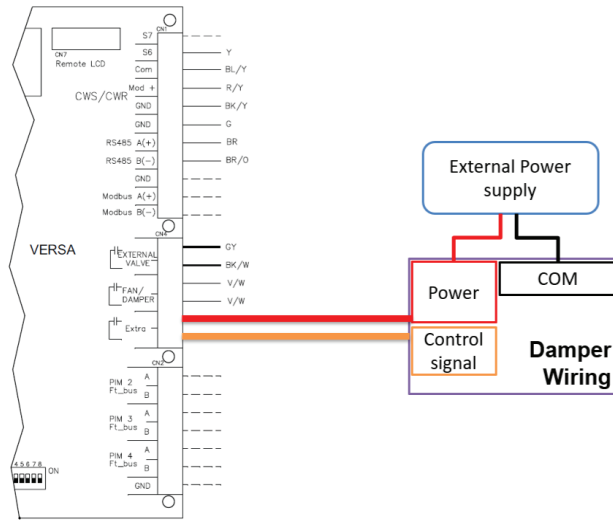 CN7
Remote LCD
CN1
S7
S6 Y
Com BL/Y
CWS/CWR
Mod + R/Y
GND BK/Y
GND G
RS485 A(+) BR
RS485 B(-) BR/O
GND
Modbus A(+)
Modbus B(-)
VERSA
CN4
EXTERNAL GY
VALVE BK/W
FAN/ V/W
DAMPER V/W
Extra
CN2
PIM 2 A
Ft_bus B
PIM 3 A
Ft_bus B
PIM 4 A
Ft_bus B
GND
4 5 6 7 8
ON
External Power
supply
Power
COM
Control
signal
Damper
Wiring